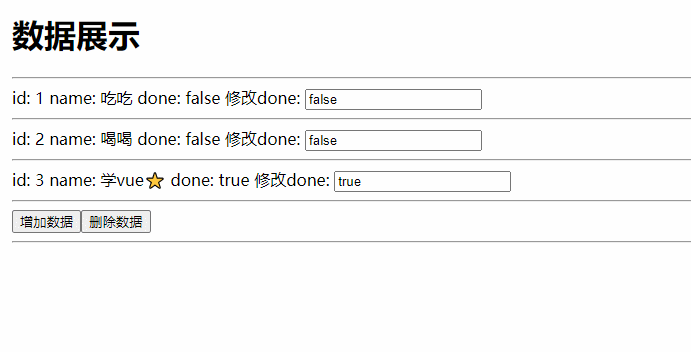 数据展示
id: 1 name: 吃吃 done: false 修改done: false
id: 2 name: 喝喝 done: false 修改done: false
id: 3 name: 学vue⭐ done: true 修改done: true
增加数据 删除数据